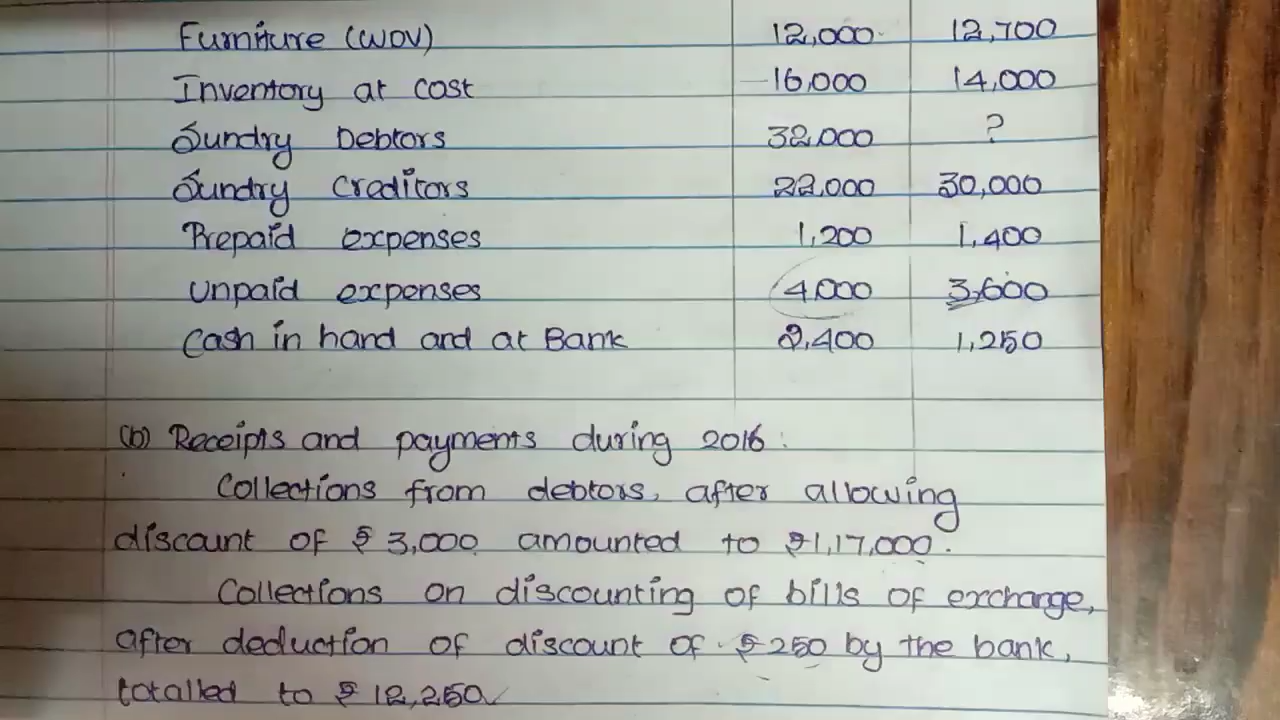 Furniture (WDV) 12,000 12,700
Inventory at cost 16,000 14,000
Sundry Debtors 32,000 ?
Sundry Creditors 22,000 30,000
Prepaid expenses 1,200 1,400
Unpaid expenses 4,000 3,600
Cash in hand and at Bank 2,400 1,250
(b) Receipts and payments during 2016 :
Collections from debtors, after allowing
discount of ₹ 3,000 amounted to ₹1,17,000.
Collections on discounting of bills of exchange,
after deduction of discount of ₹ 250 by the bank,
totalled to ₹ 12,250